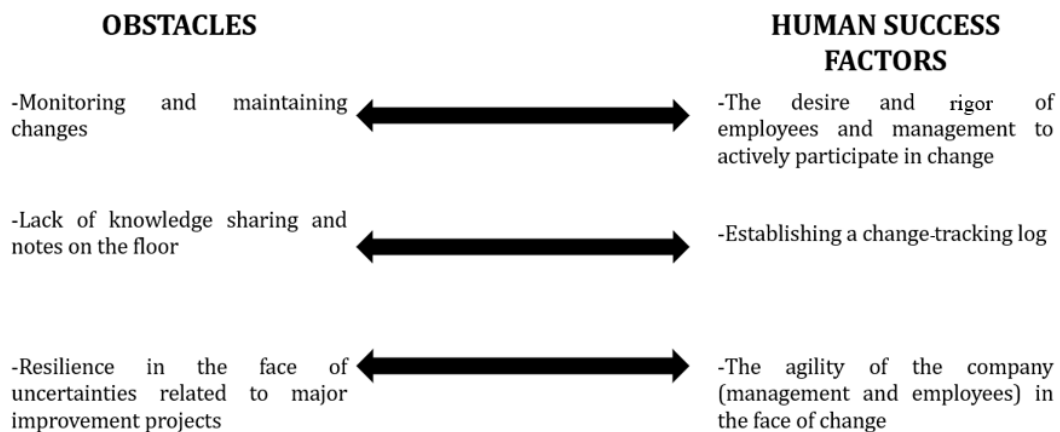 OBSTACLES
HUMAN SUCCESS
FACTORS
-Monitoring and maintaining
changes
-The desire and rigor of
employees and management to
actively participate in change
-Lack of knowledge sharing and
notes on the floor
-Establishing a change-tracking log
-Resilience in the face of
uncertainties related to major
improvement projects
-The agility of the company
(management and employees) in
the face of change